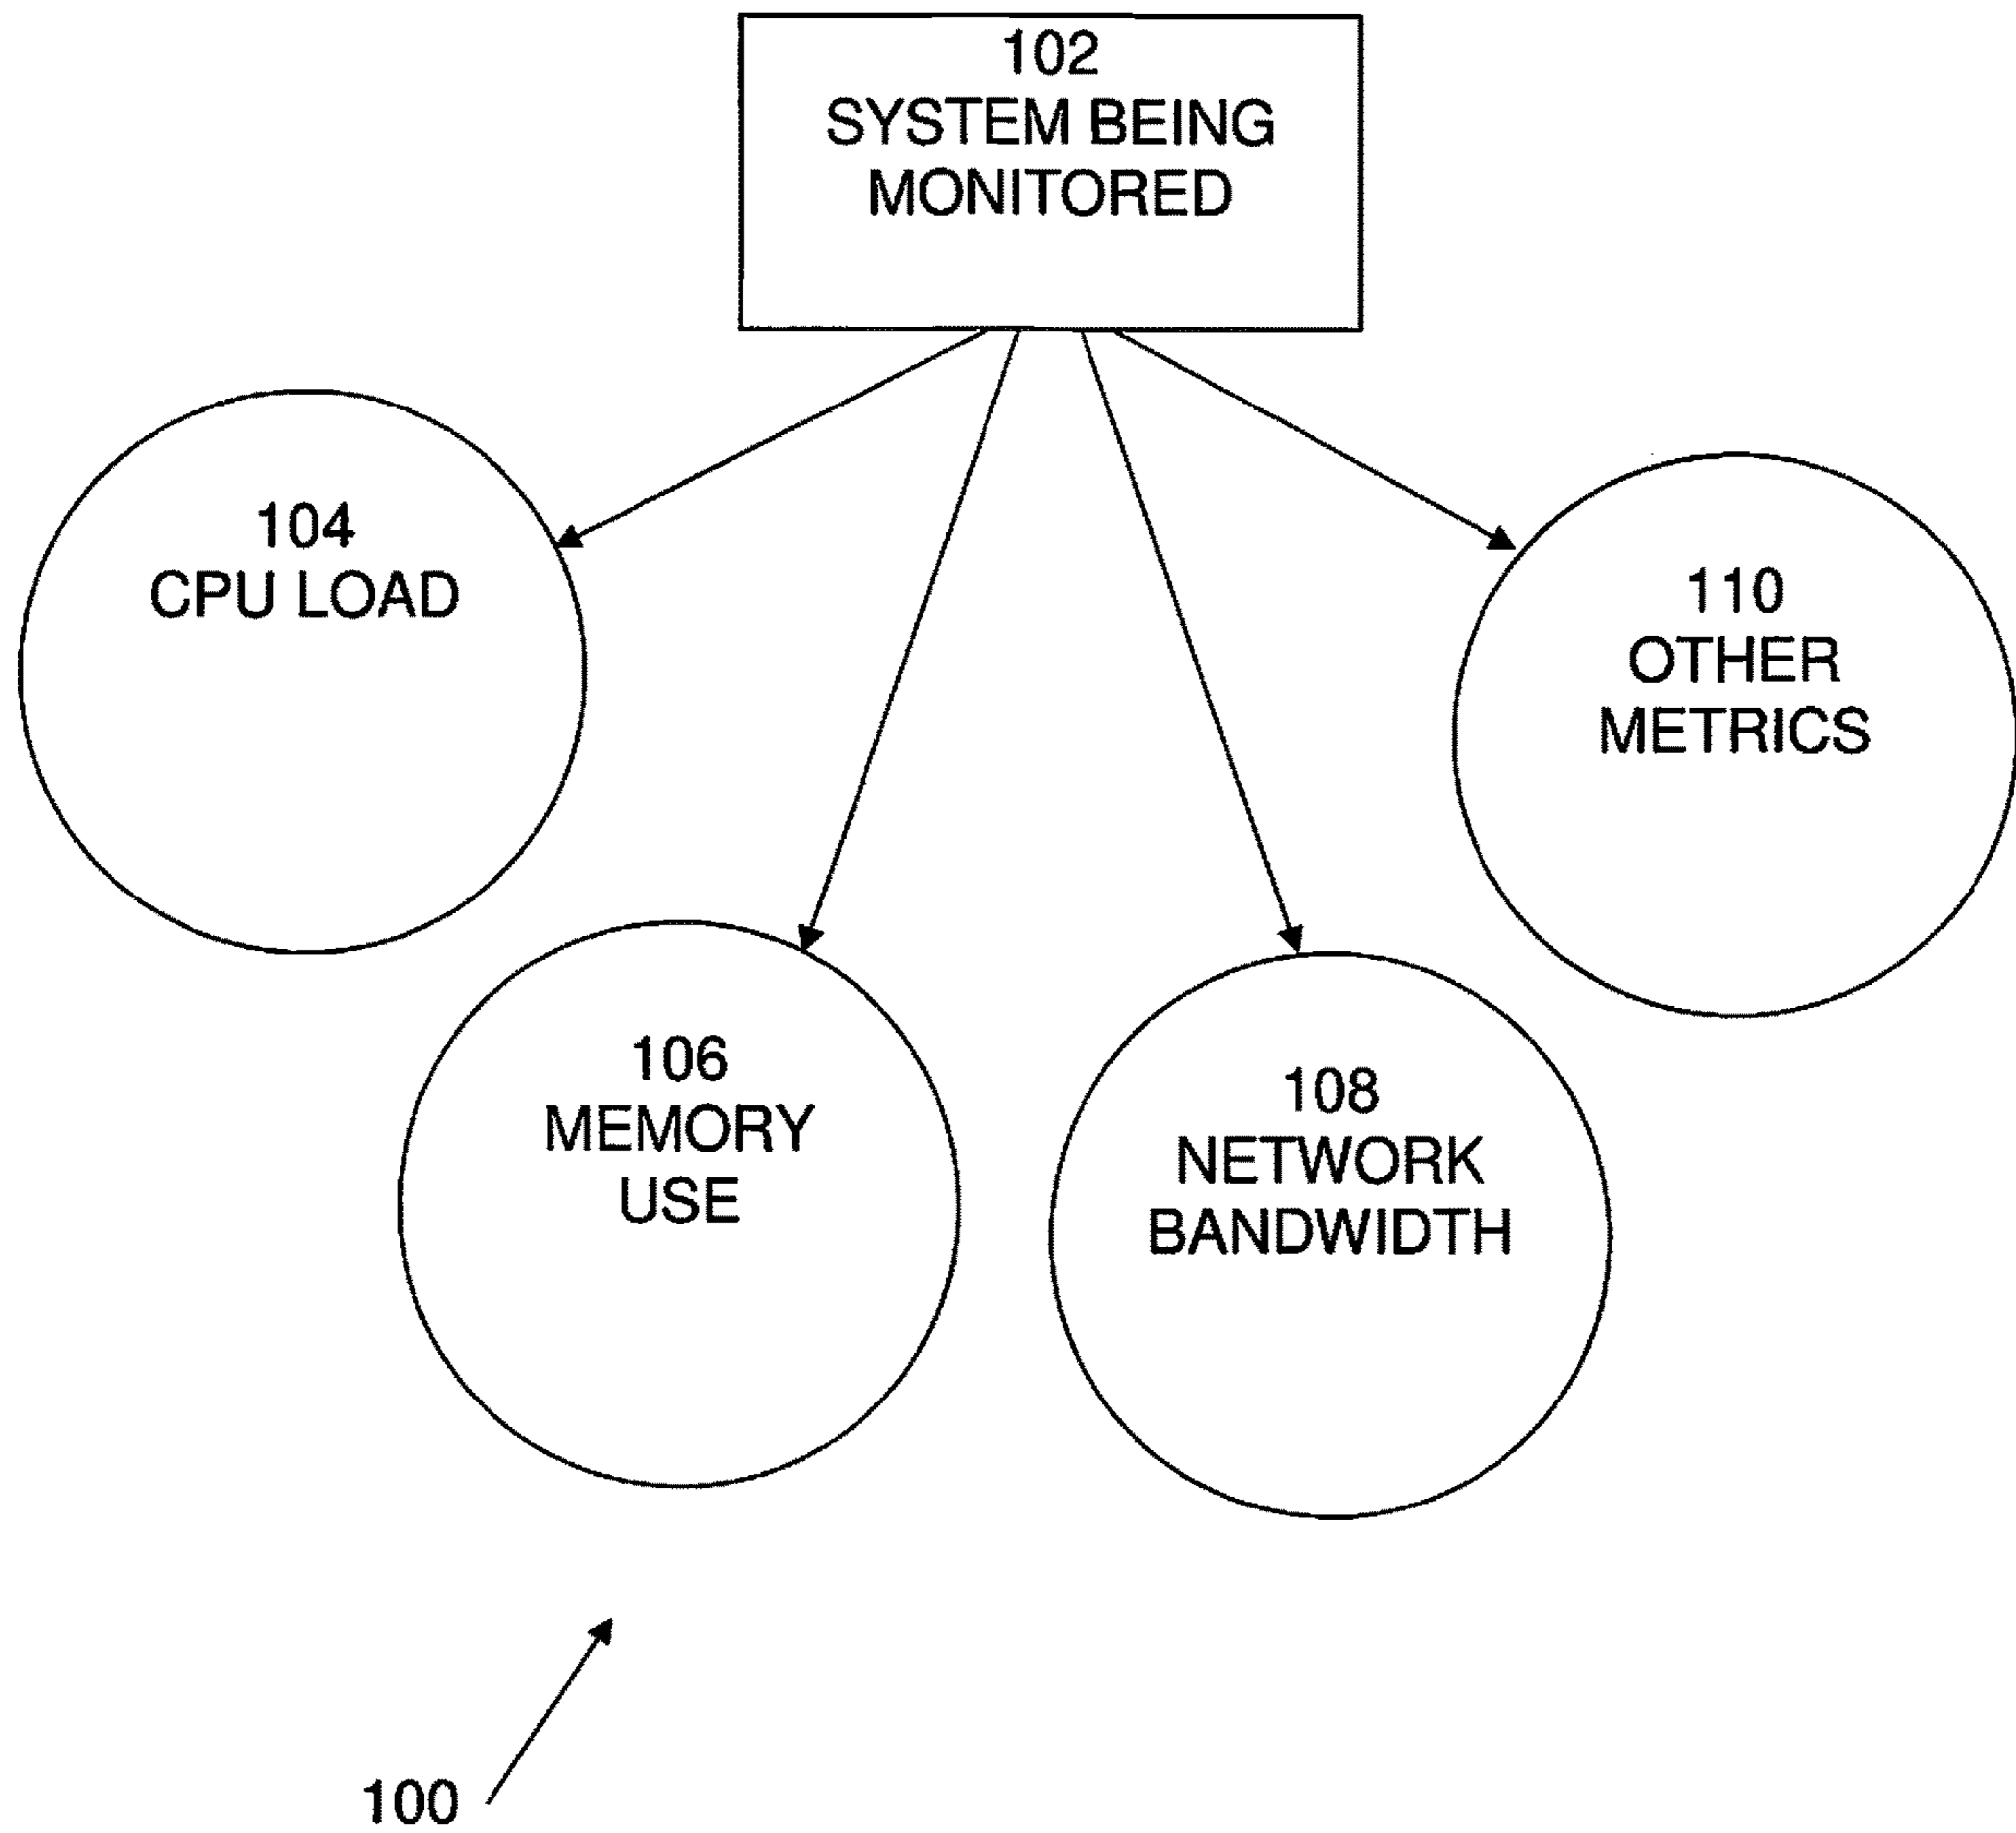 102
SYSTEM BEING
MONITORED
104
CPU LOAD
110
OTHER
METRICS
106
MEMORY
USE
108
NETWORK
BANDWIDTH
100